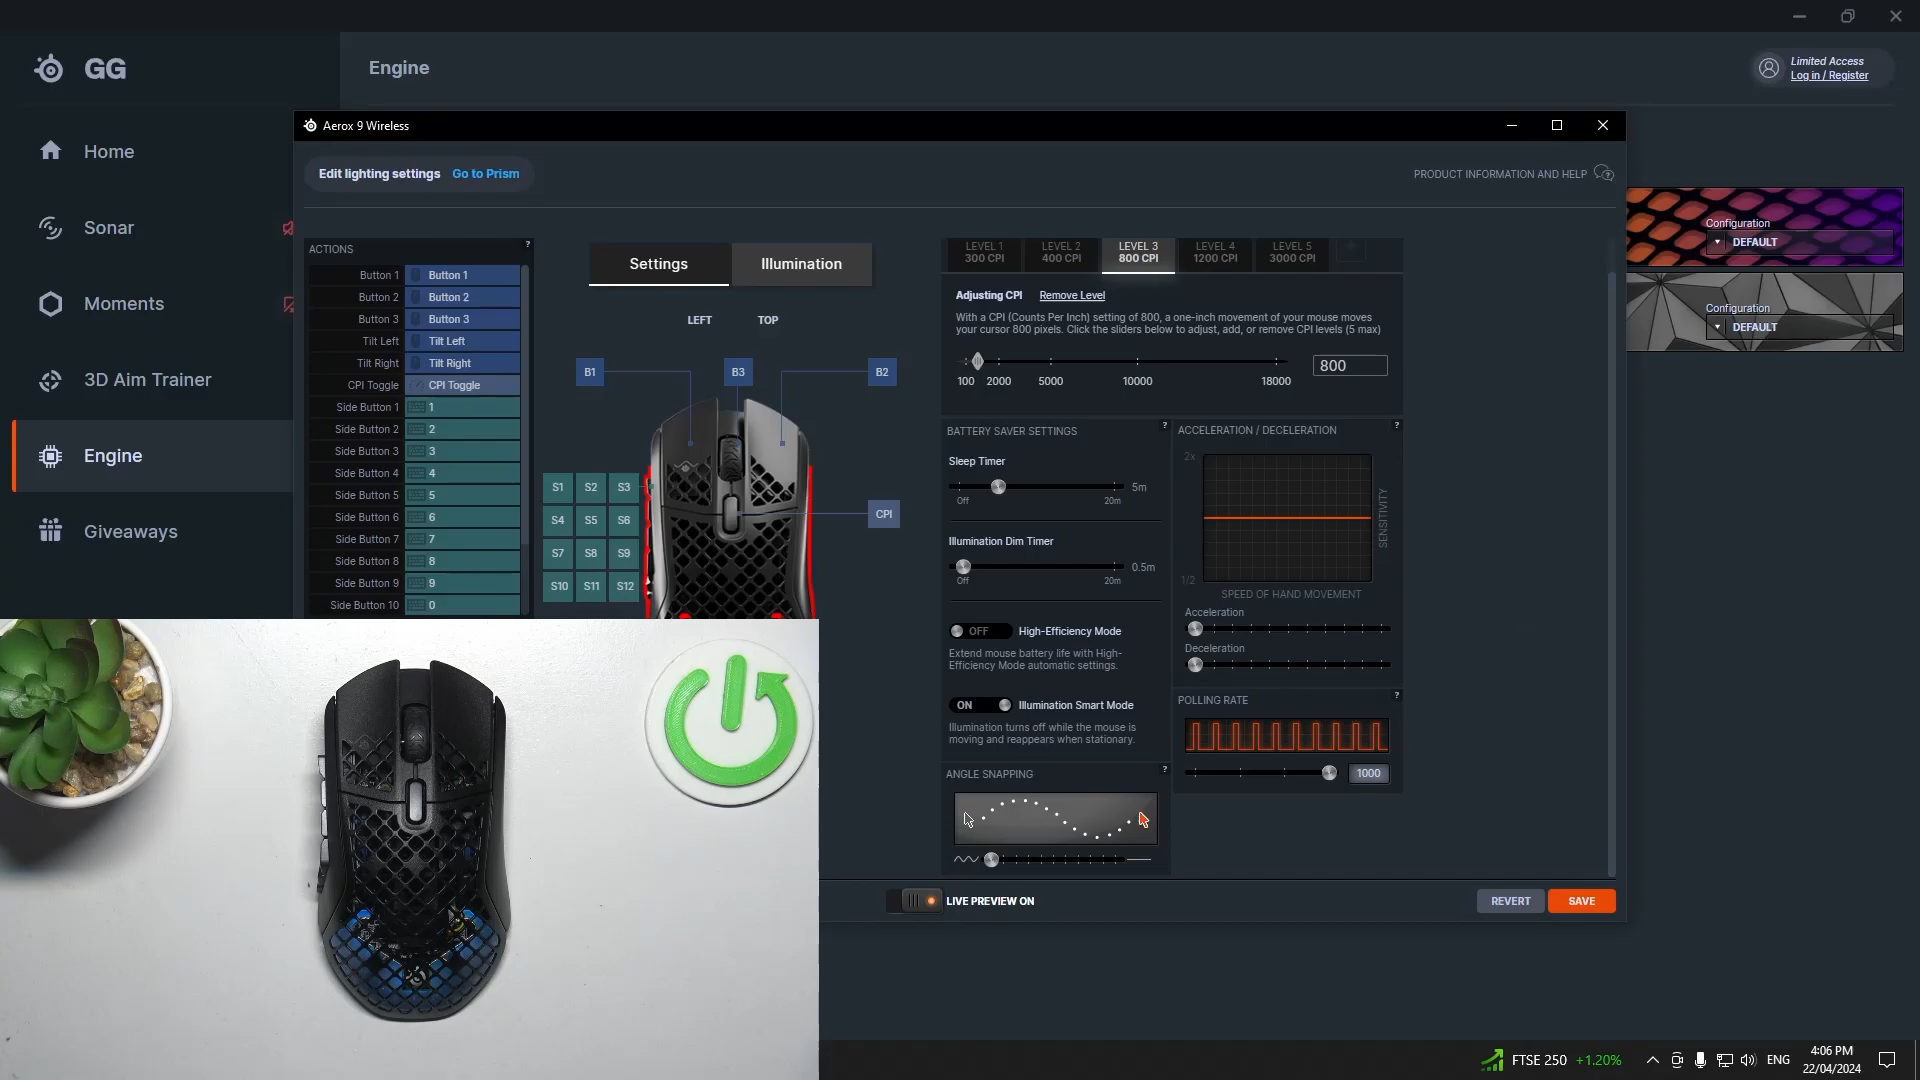 GG
Engine
Limited Access
Log in / Register
Home
Sonar
Moments
3D Aim Trainer
Engine
Giveaways
Aerox 9 Wireless
Edit lighting settings Go to Prism
PRODUCT INFORMATION AND HELP
ACTIONS ?
Button 1 Button 1
Button 2 Button 2
Button 3 Button 3
Tilt Left Tilt Left
Tilt Right Tilt Right
CPI Toggle CPI Toggle
Side Button 1 1
Side Button 2 2
Side Button 3 3
Side Button 4 4
Side Button 5 5
Side Button 6 6
Side Button 7 7
Side Button 8 8
Side Button 9 9
Side Button 10 0
Settings Illumination
LEFT TOP
B1 B3 B2
S1 S2 S3
S4 S5 S6
S7 S8 S9
S10 S11 S12
CPI
LEVEL 1 LEVEL 2 LEVEL 3 LEVEL 4 LEVEL 5
300 CPI 400 CPI 800 CPI 1200 CPI 3000 CPI
Adjusting CPI Remove Level
With a CPI (Counts Per Inch) setting of 800, a one-inch movement of your mouse moves
your cursor 800 pixels. Click the sliders below to adjust, add, or remove CPI levels (5 max)
800
100 2000 5000 10000 18000
BATTERY SAVER SETTINGS ?
Sleep Timer
5m
Off 20m
Illumination Dim Timer
0.5m
Off 20m
OFF High-Efficiency Mode
Extend mouse battery life with High-
Efficiency Mode automatic settings.
ON Illumination Smart Mode
Illumination turns off while the mouse is
moving and reappears when stationary.
ANGLE SNAPPING ?
ACCELERATION / DECELERATION ?
2x
SENSITIVITY
1/2
SPEED OF HAND MOVEMENT
Acceleration
Deceleration
POLLING RATE ?
1000
LIVE PREVIEW ON
REVERT SAVE
Configuration
DEFAULT
Configuration
DEFAULT
FTSE 250 +1.20% ENG
4:06 PM
22/04/2024